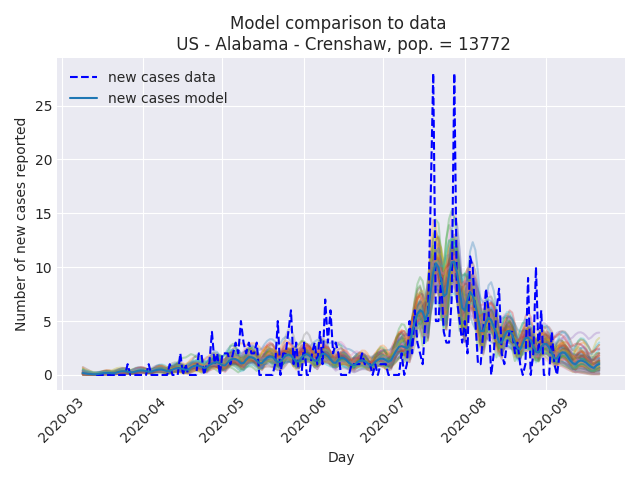 Model comparison to data
US - Alabama - Crenshaw, pop. = 13772
new cases data
new cases model
Number of new cases reported
25
20
15
10
5
0
2020-03
2020-04
2020-05
2020-06
2020-07
2020-08
2020-09
Day